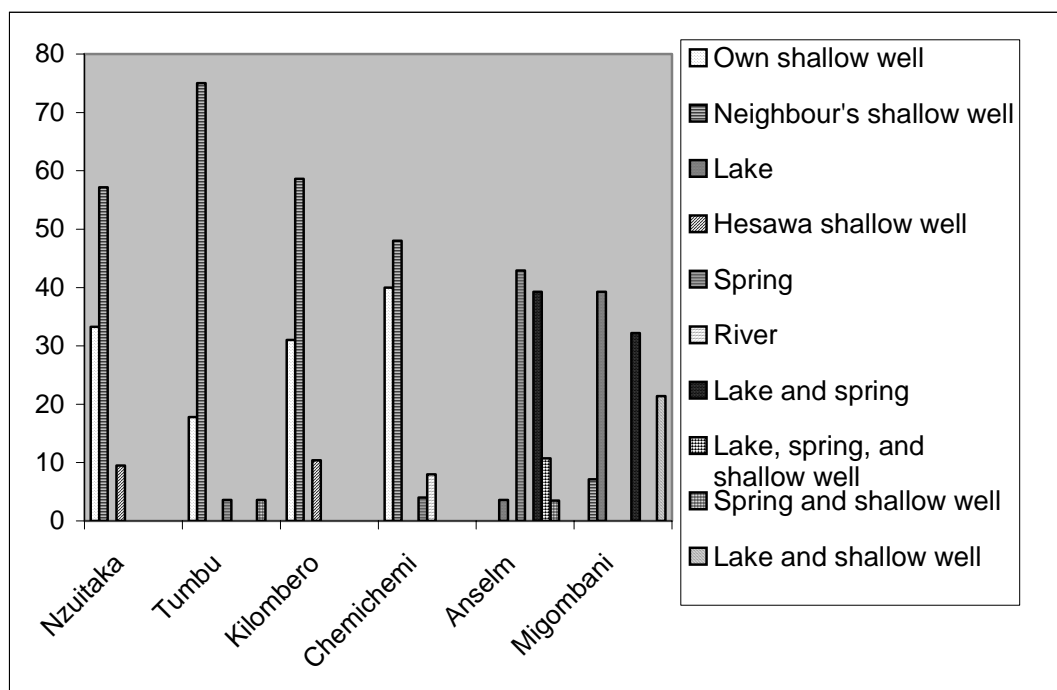 80
70
60
50
40
30
20
10
0
Nzuitaka
Tumbu
Kilombero
Chemichemi
Anselm
Migombani
Own shallow well
Neighbour's shallow well
Lake
Hesawa shallow well
Spring
River
Lake and spring
Lake, spring, and
shallow well
Spring and shallow well
Lake and shallow well